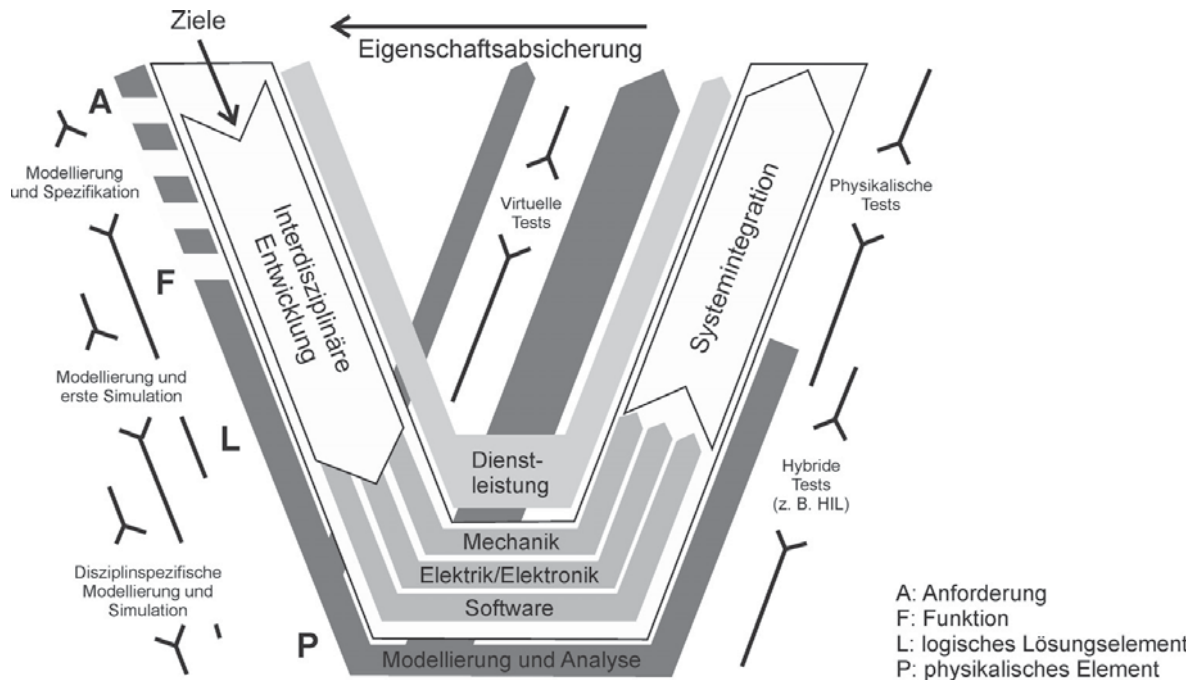 Ziele
Eigenschaftsabsicherung
A
Modellierung
und Spezifikation
F
Modellierung und
erste Simulation
L
Disziplinspezifische
Modellierung und
Simulation
P
Interdisziplinäre
Entwicklung
Virtuelle
Tests
Systemintegration
Physikalische
Tests
Hybride
Tests
(z. B. HIL)
Dienst-
leistung
Mechanik
Elektrik/Elektronik
Software
Modellierung und Analyse
A: Anforderung
F: Funktion
L: logisches Lösungselement
P: physikalisches Element